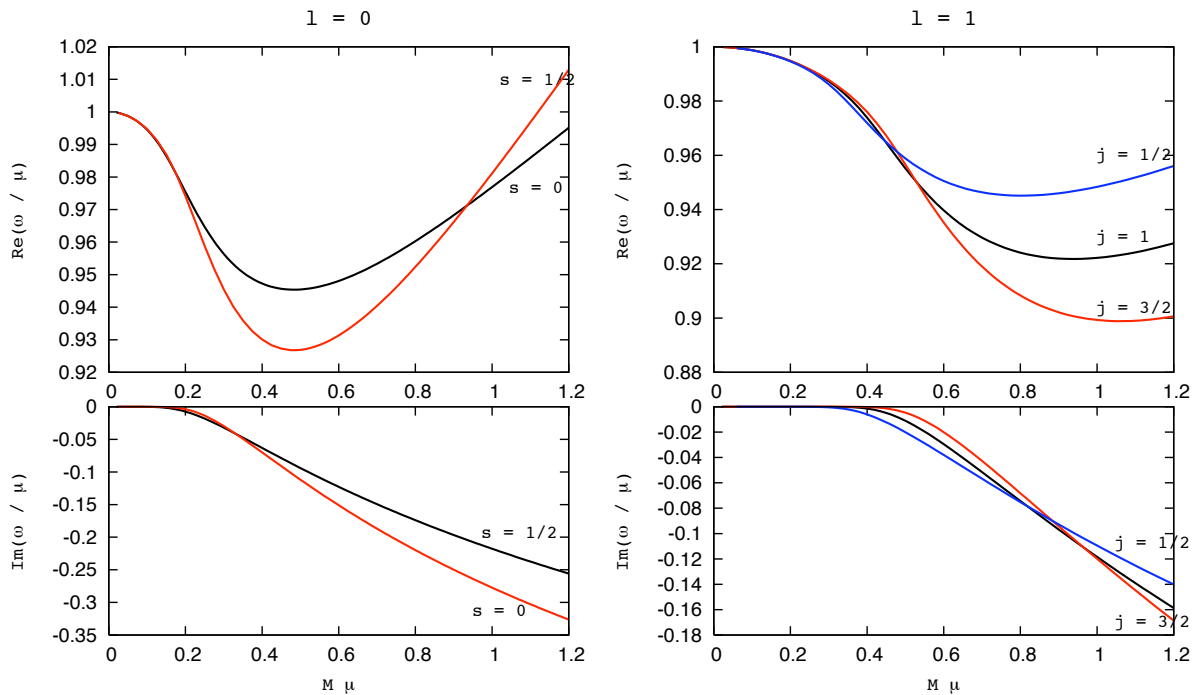 l = 0
l = 1
1.02
1.01
1
0.99
0.98
0.97
0.96
0.95
0.94
0.93
0.92
Re(ω / μ)
s = 1/2
s = 0
0 0.2 0.4 0.6 0.8 1 1.2
1
0.98
0.96
0.94
0.92
0.9
0.88
Re(ω / μ)
j = 1/2
j = 1
j = 3/2
0 0.2 0.4 0.6 0.8 1 1.2
0
-0.05
-0.1
-0.15
-0.2
-0.25
-0.3
-0.35
Im(ω / μ)
s = 1/2
s = 0
0 0.2 0.4 0.6 0.8 1 1.2
M μ
0
-0.02
-0.04
-0.06
-0.08
-0.1
-0.12
-0.14
-0.16
-0.18
Im(ω / μ)
j = 1/2
j = 3/2
0 0.2 0.4 0.6 0.8 1 1.2
M μ